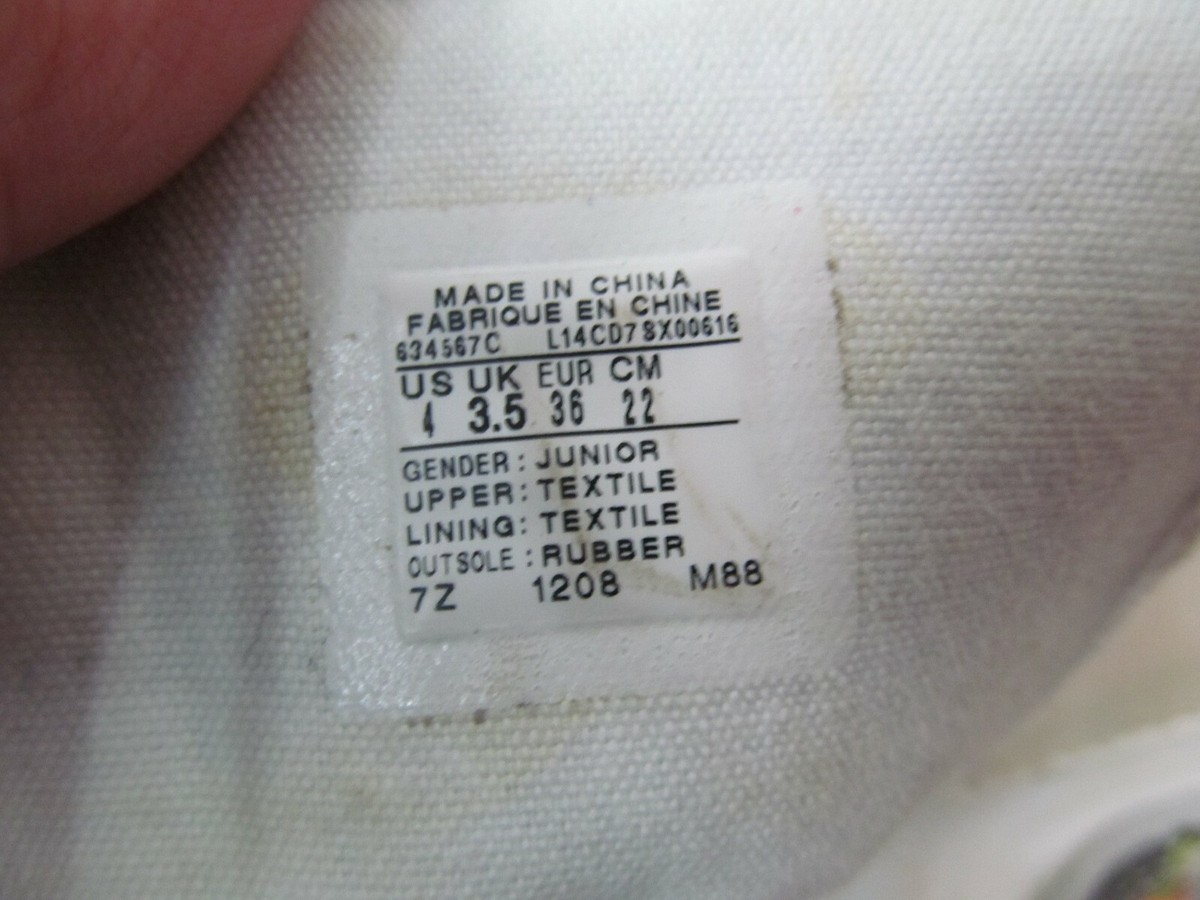 MADE IN CHINA
FABRIQUE EN CHINE
634567C L14CD7SX00616
US UK EUR CM
4 3.5 36 22
GENDER: JUNIOR
UPPER: TEXTILE
LINING: TEXTILE
OUTSOLE: RUBBER
7Z 1208 M88